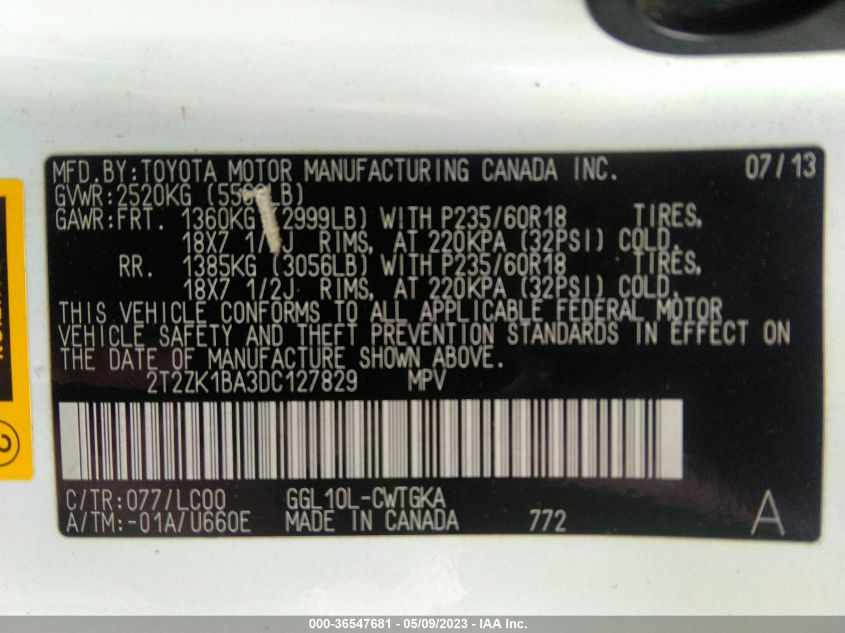 MFD.BY:TOYOTA MOTOR MANUFACTURING CANADA INC. 07/13
GVWR:2520KG
GAWR:FRT. 1360KG (2999LB) WITH P235/60R18 TIRES,
18X7 RIMS, AT 220KPA (32PSI) COLD.
RR. 1385KG (3056LB) WITH P235/60R18 TIRES,
18X7 1/2J RIMS, AT 220KPA (32PSI) COLD.
THIS VEHICLE CONFORMS TO ALL APPLICABLE FEDERAL MOTOR
VEHICLE SAFETY AND THEFT PREVENTION STANDARDS IN EFFECT ON
THE DATE OF MANUFACTURE SHOWN ABOVE.
2T2ZK1BA3DC127829 MPV
C/TR:077/LC00 GGL10L-CWTGKA
A/TM:-01A/U660E MADE IN CANADA 772 A
2
000-36547681 - 05/09/2023 - IAA Inc.